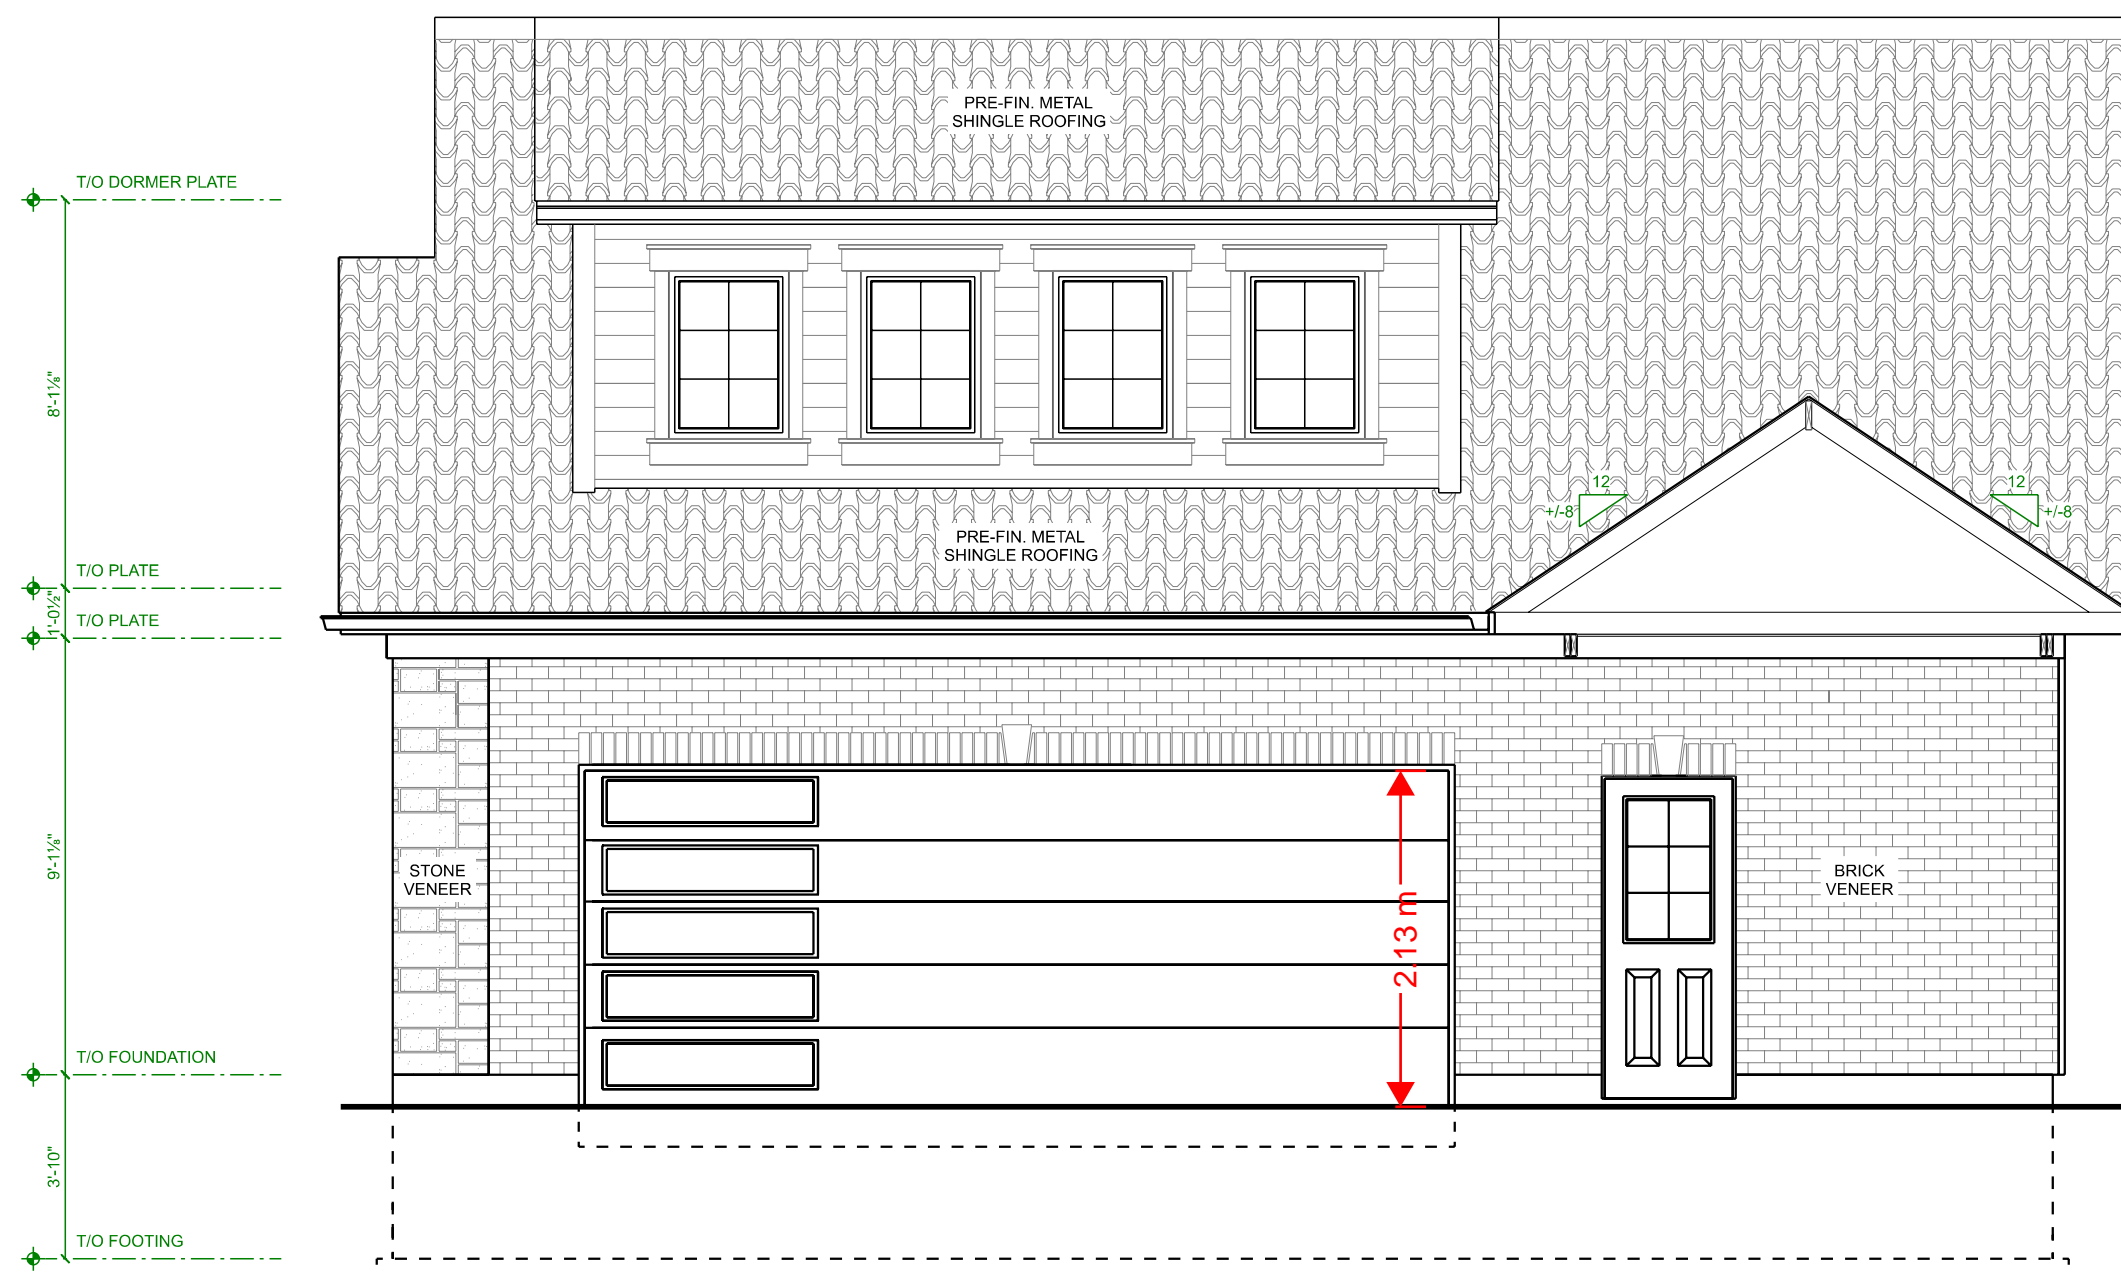 PRE-FIN. METAL
SHINGLE ROOFING
T/O DORMER PLATE
8'-1⅛"
12
+/-8
12
+/-8
PRE-FIN. METAL
SHINGLE ROOFING
T/O PLATE
1'-0½"
T/O PLATE
9'-1⅛"
STONE
VENEER
2.13 m
BRICK
VENEER
T/O FOUNDATION
3'-10"
T/O FOOTING